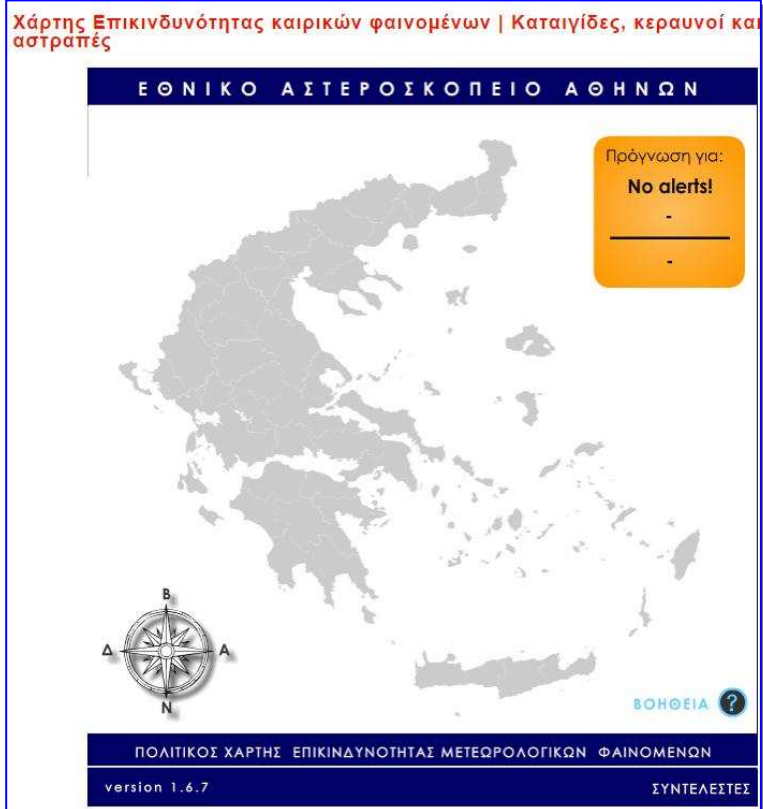 Χάρτης Επικινδυνότητας καιρικών φαινομένων | Καταιγίδες, κεραυνοί και
αστραπές
ΕΘΝΙΚΟ ΑΣΤΕΡΟΣΚΟΠΕΙΟ ΑΘΗΝΩΝ
Πρόγνωση για:
No alerts!
-
-
Β
Δ
Α
Ν
ΒΟΗΘΕΙΑ ?
ΠΟΛΙΤΙΚΟΣ ΧΑΡΤΗΣ ΕΠΙΚΙΝΔΥΝΟΤΗΤΑΣ ΜΕΤΕΩΡΟΛΟΓΙΚΩΝ ΦΑΙΝΟΜΕΝΩΝ
version 1.6.7
ΣΥΝΤΕΛΕΣΤΕΣ